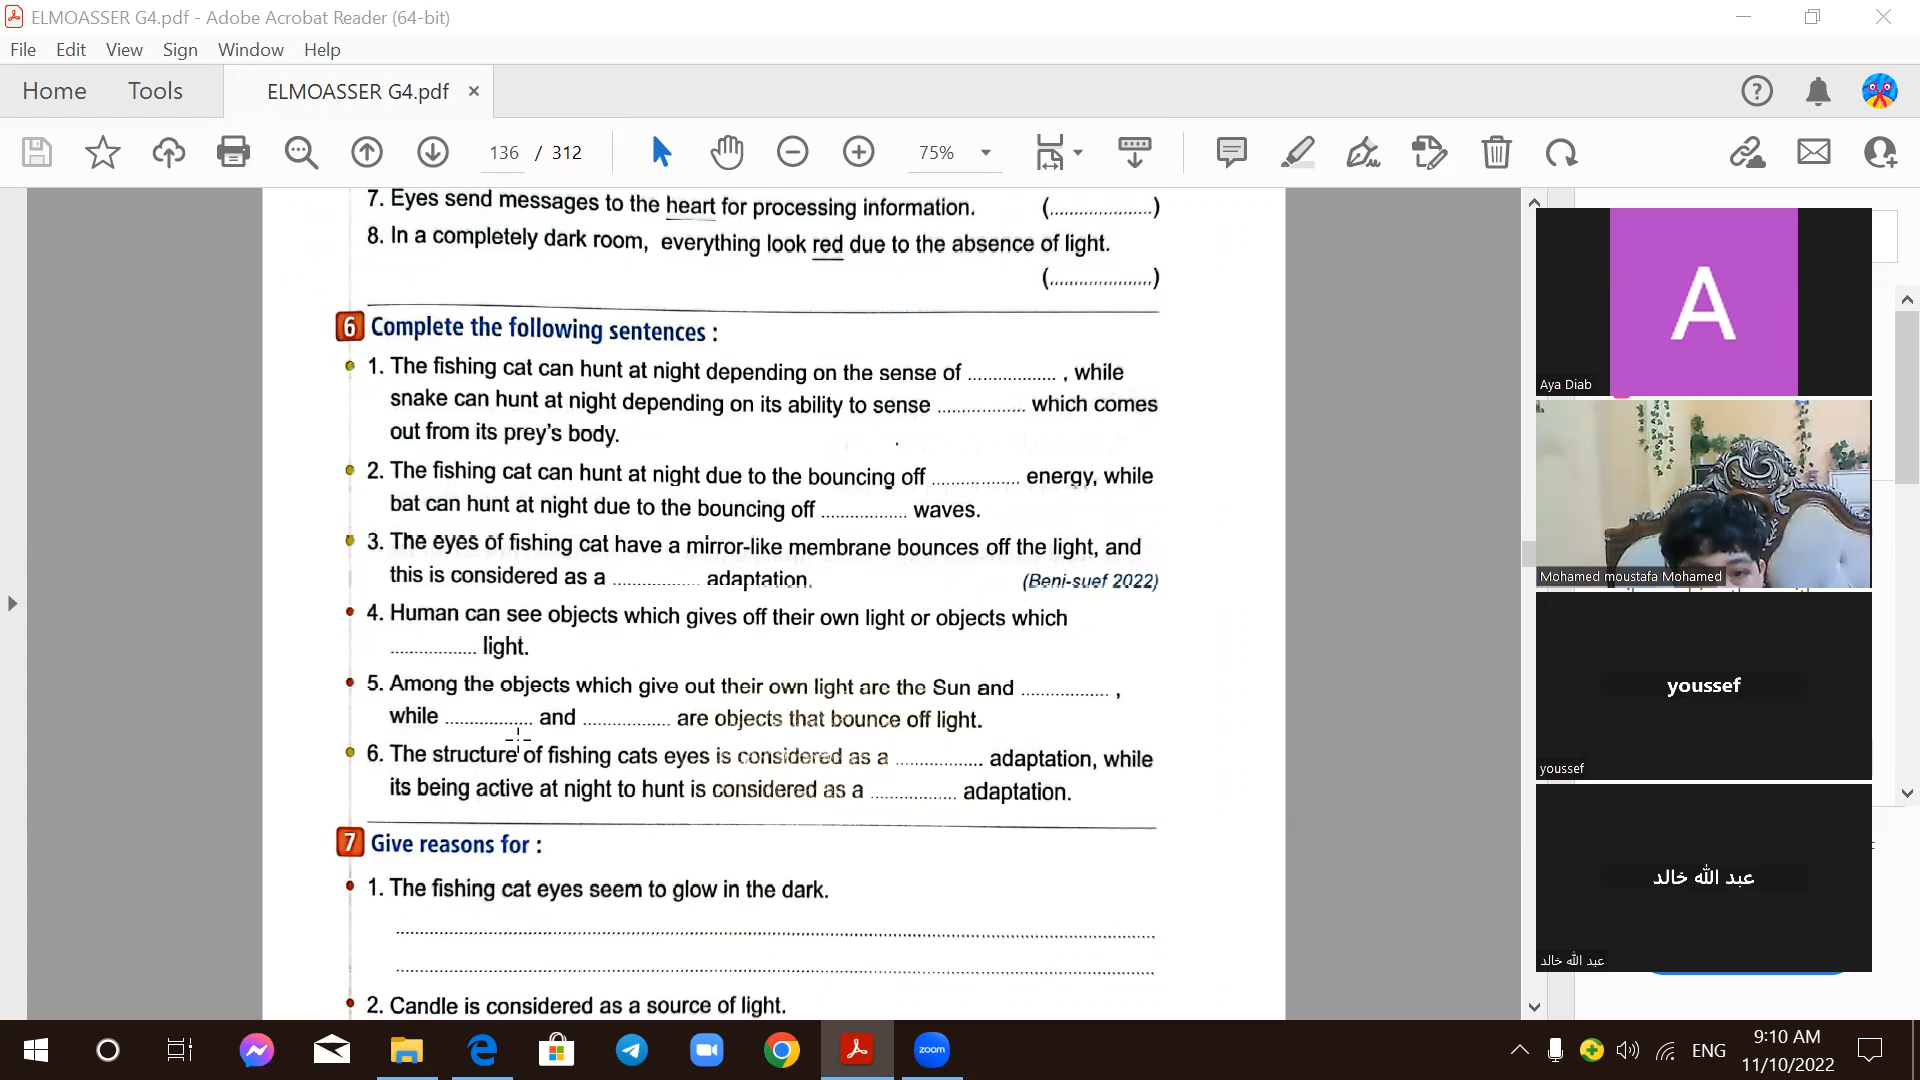 ELMOASSER G4.pdf - Adobe Acrobat Reader (64-bit)
File Edit View Sign Window Help
Home Tools ELMOASSER G4.pdf
136 / 312 75%
7. Eyes send messages to the heart for processing information. (....................)
8. In a completely dark room, everything look red due to the absence of light.
(.....................)
6 Complete the following sentences :
1. The fishing cat can hunt at night depending on the sense of ................. , while
snake can hunt at night depending on its ability to sense ................. which comes
out from its prey's body.
2. The fishing cat can hunt at night due to the bouncing off ................. energy, while
bat can hunt at night due to the bouncing off ................. waves.
3. The eyes of fishing cat have a mirror-like membrane bounces off the light, and
this is considered as a ................. adaptation. (Beni-suef 2022)
4. Human can see objects which gives off their own light or objects which
................. light.
5. Among the objects which give out their own light are the Sun and ................. ,
while ................. and ................. are objects that bounce off light.
6. The structure of fishing cats eyes is considered as a ................. adaptation, while
its being active at night to hunt is considered as a ................. adaptation.
7 Give reasons for :
1. The fishing cat eyes seem to glow in the dark.
2. Candle is considered as a source of light.
A
Aya Diab
Mohamed moustafa Mohamed
youssef
youssef
عبد الله خالد
عبد الله خالد
zoom
ENG
9:10 AM
11/10/2022